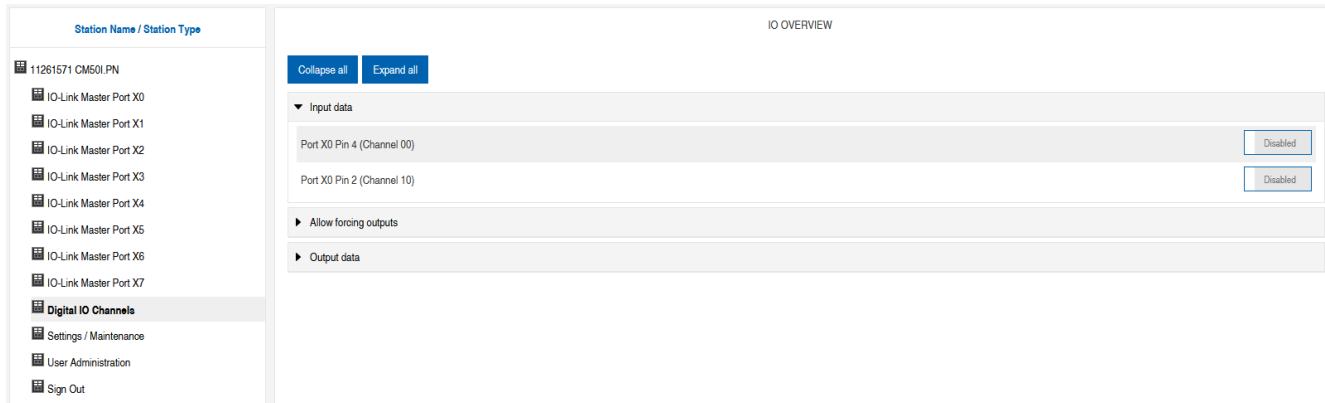 Station Name / Station Type
11261571 CM50I.PN
IO-Link Master Port X0
IO-Link Master Port X1
IO-Link Master Port X2
IO-Link Master Port X3
IO-Link Master Port X4
IO-Link Master Port X5
IO-Link Master Port X6
IO-Link Master Port X7
Digital IO Channels
Settings / Maintenance
User Administration
Sign Out
IO OVERVIEW
Collapse all Expand all
Input data
Port X0 Pin 4 (Channel 00) Disabled
Port X0 Pin 2 (Channel 10) Disabled
Allow forcing outputs
Output data